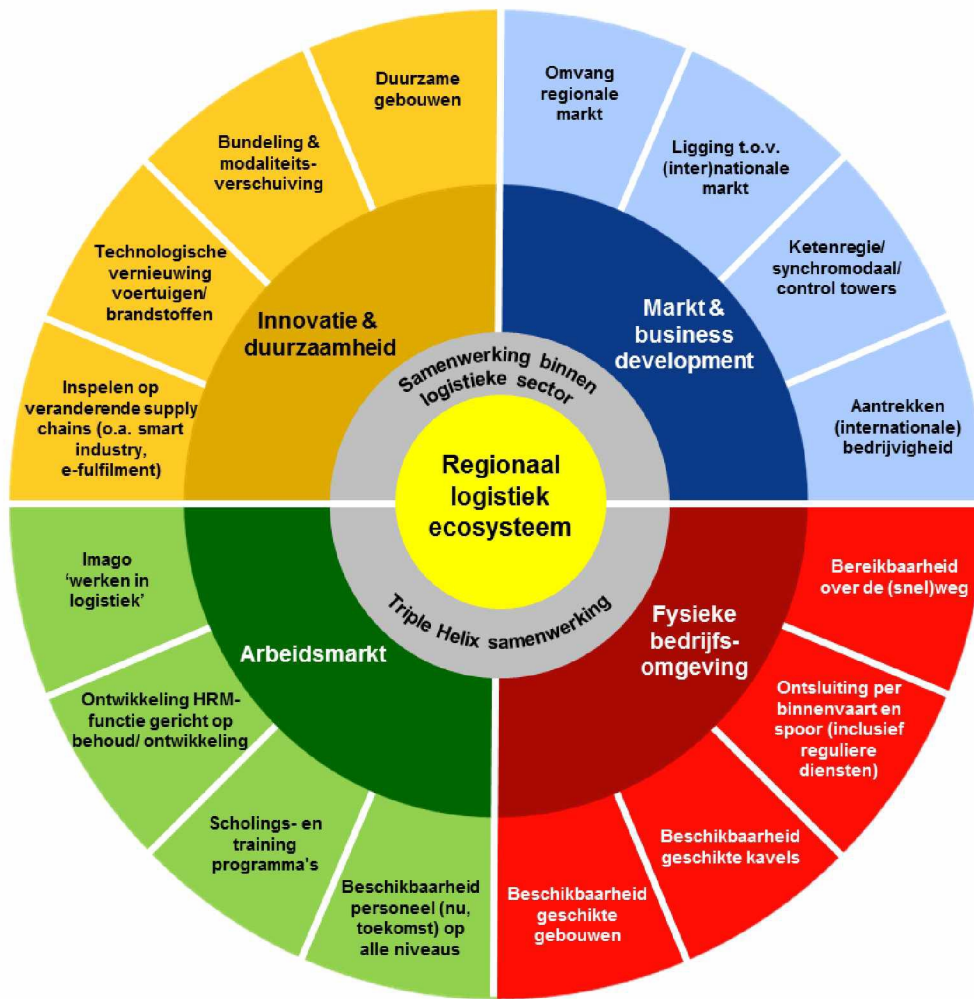 Duurzame
gebouwen
Omvang
regionale
markt
Bundeling &
modaliteits-
verschuiving
Ligging t.o.v.
(inter)nationale
markt
Technologische
vernieuwing
voertuigen/
brandstoffen
Ketenregie/
synchromodaal/
control towers
Inspelen op
veranderende supply
chains (o.a. smart
industry,
e-fulfilment)
Aantrekken
(internationale)
bedrijvigheid
Innovatie &
duurzaamheid
Markt &
business
development
Samenwerking binnen
logistieke sector
Regionaal
logistiek
ecosysteem
Triple Helix samenwerking
Arbeidsmarkt
Fysieke
bedrijfs-
omgeving
Imago
‘werken in
logistiek’
Bereikbaarheid
over de (snel)weg
Ontwikkeling HRM-
functie gericht op
behoud/ ontwikkeling
Ontsluiting per
binnenvaart en
spoor (inclusief
reguliere
diensten)
Scholings- en
training
programma's
Beschikbaarheid
geschikte kavels
Beschikbaarheid
personeel (nu,
toekomst) op
alle niveaus
Beschikbaarheid
geschikte
gebouwen